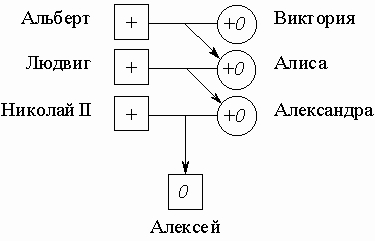 Альберт + +0 Виктория
Людвиг + +0 Алиса
Николай II + +0 Александра
0
Алексей